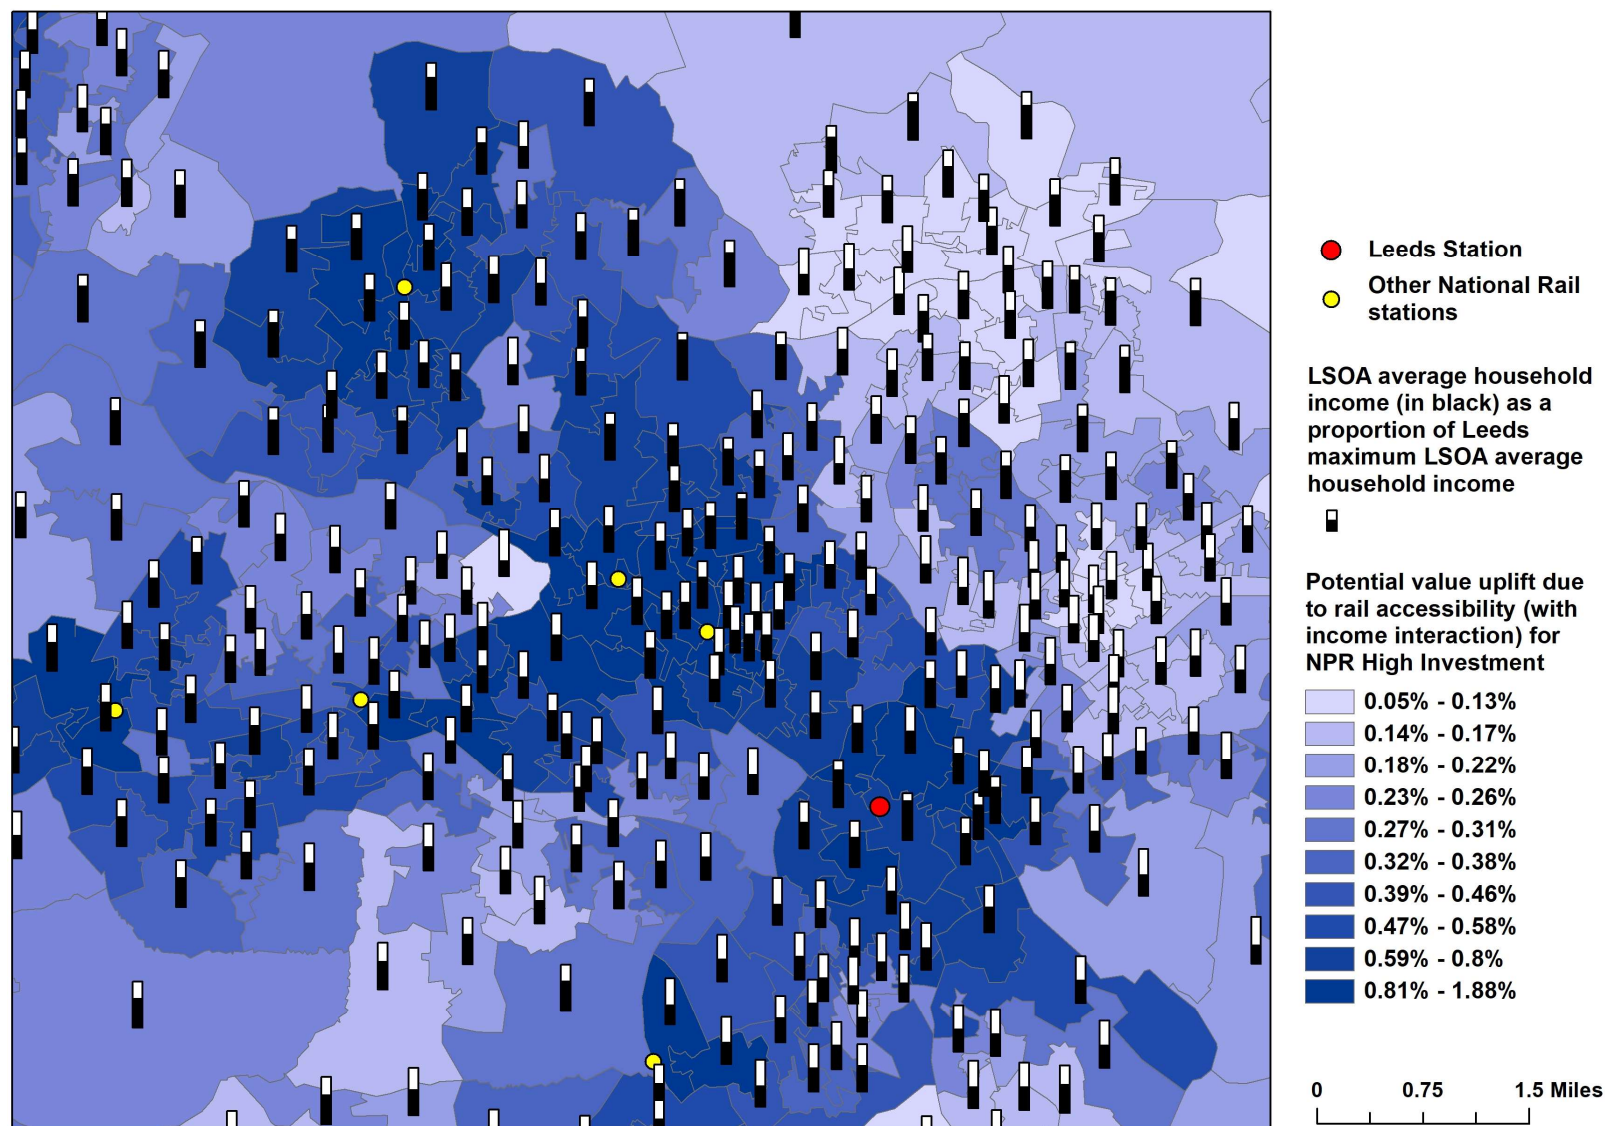 Leeds Station
Other National Rail
stations
LSOA average household
income (in black) as a
proportion of Leeds
maximum LSOA average
household income
Potential value uplift due
to rail accessibility (with
income interaction) for
NPR High Investment
0.05% - 0.13%
0.14% - 0.17%
0.18% - 0.22%
0.23% - 0.26%
0.27% - 0.31%
0.32% - 0.38%
0.39% - 0.46%
0.47% - 0.58%
0.59% - 0.8%
0.81% - 1.88%
0 0.75 1.5 Miles